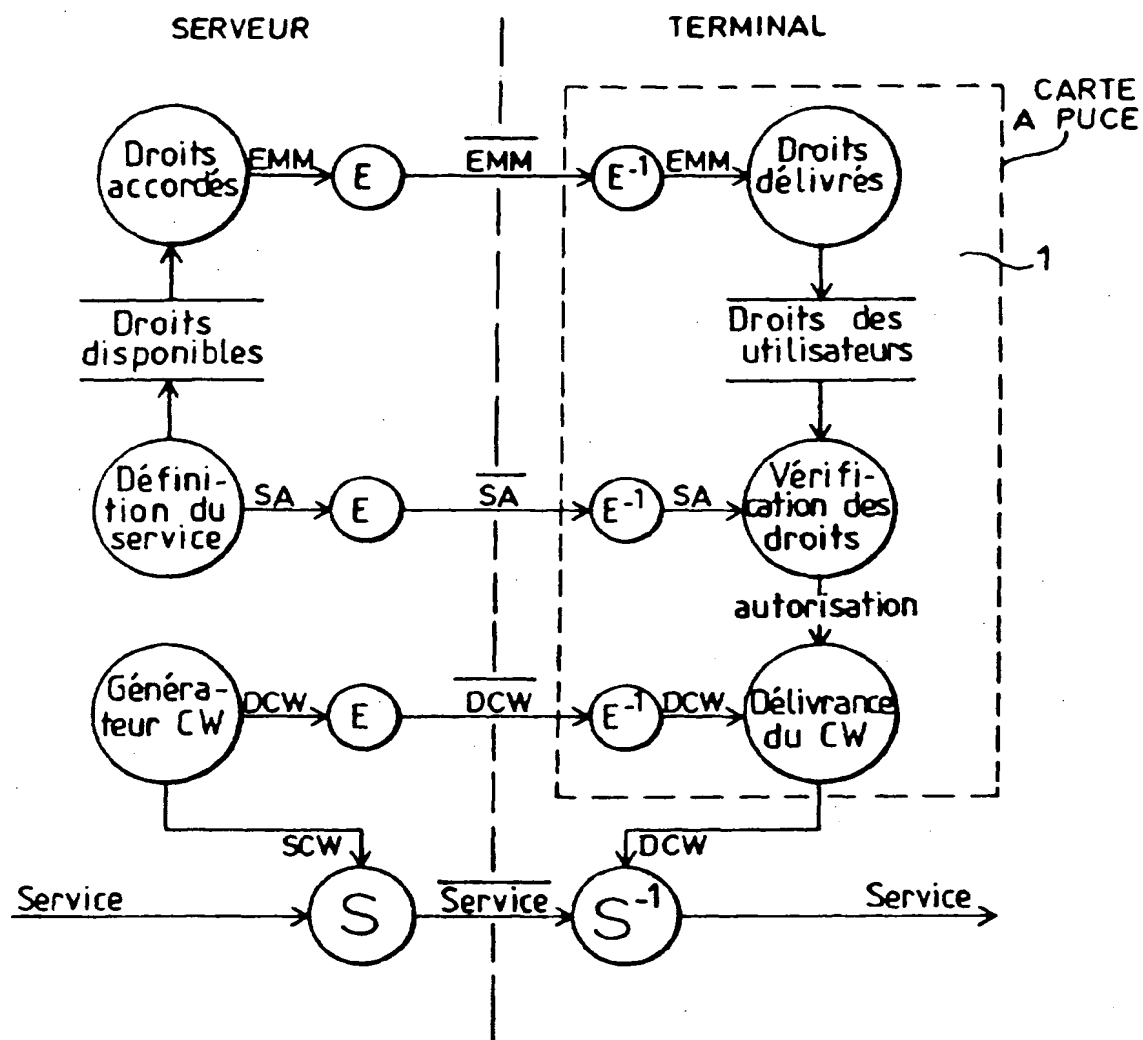 SERVEUR
TERMINAL
CARTE
A PUCE
Droits
accordés
EMM
E
EMM
E-1
EMM
Droits
délivrés
1
Droits
disponibles
Droits des
utilisateurs
Défini-
tion du
service
SA
E
SA
E-1
SA
Vérifi-
cation des
droits
autorisation
Généra-
teur CW
DCW
E
DCW
E-1
DCW
Délivrance
du CW
SCW
DCW
Service
S
Service
S-1
Service